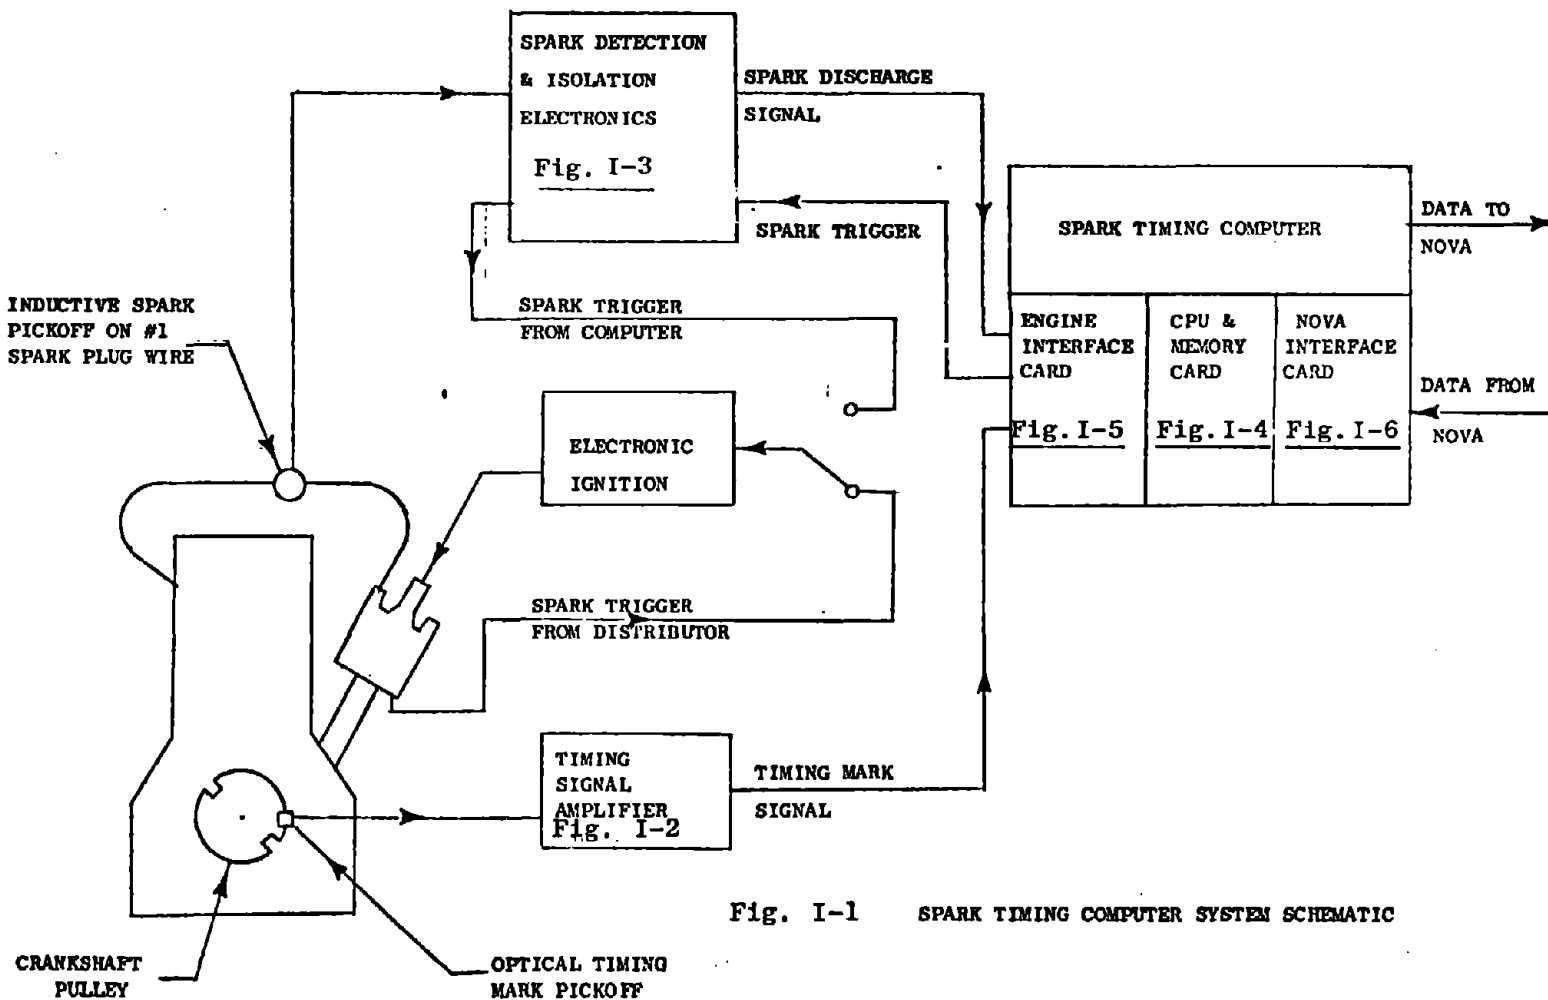 SPARK DETECTION
& ISOLATION
ELECTRONICS
Fig. I-3
SPARK DISCHARGE
SIGNAL
SPARK TRIGGER
SPARK TIMING COMPUTER
DATA TO
NOVA
ENGINE
INTERFACE
CARD
Fig. I-5
CPU &
MEMORY
CARD
Fig. I-4
NOVA
INTERFACE
CARD
Fig. I-6
DATA FROM
NOVA
INDUCTIVE SPARK
PICKOFF ON #1
SPARK PLUG WIRE
SPARK TRIGGER
FROM COMPUTER
ELECTRONIC
IGNITION
SPARK TRIGGER
FROM DISTRIBUTOR
TIMING
SIGNAL
AMPLIFIER
Fig. I-2
TIMING MARK
SIGNAL
CRANKSHAFT
PULLEY
OPTICAL TIMING
MARK PICKOFF
Fig. I-1 SPARK TIMING COMPUTER SYSTEM SCHEMATIC